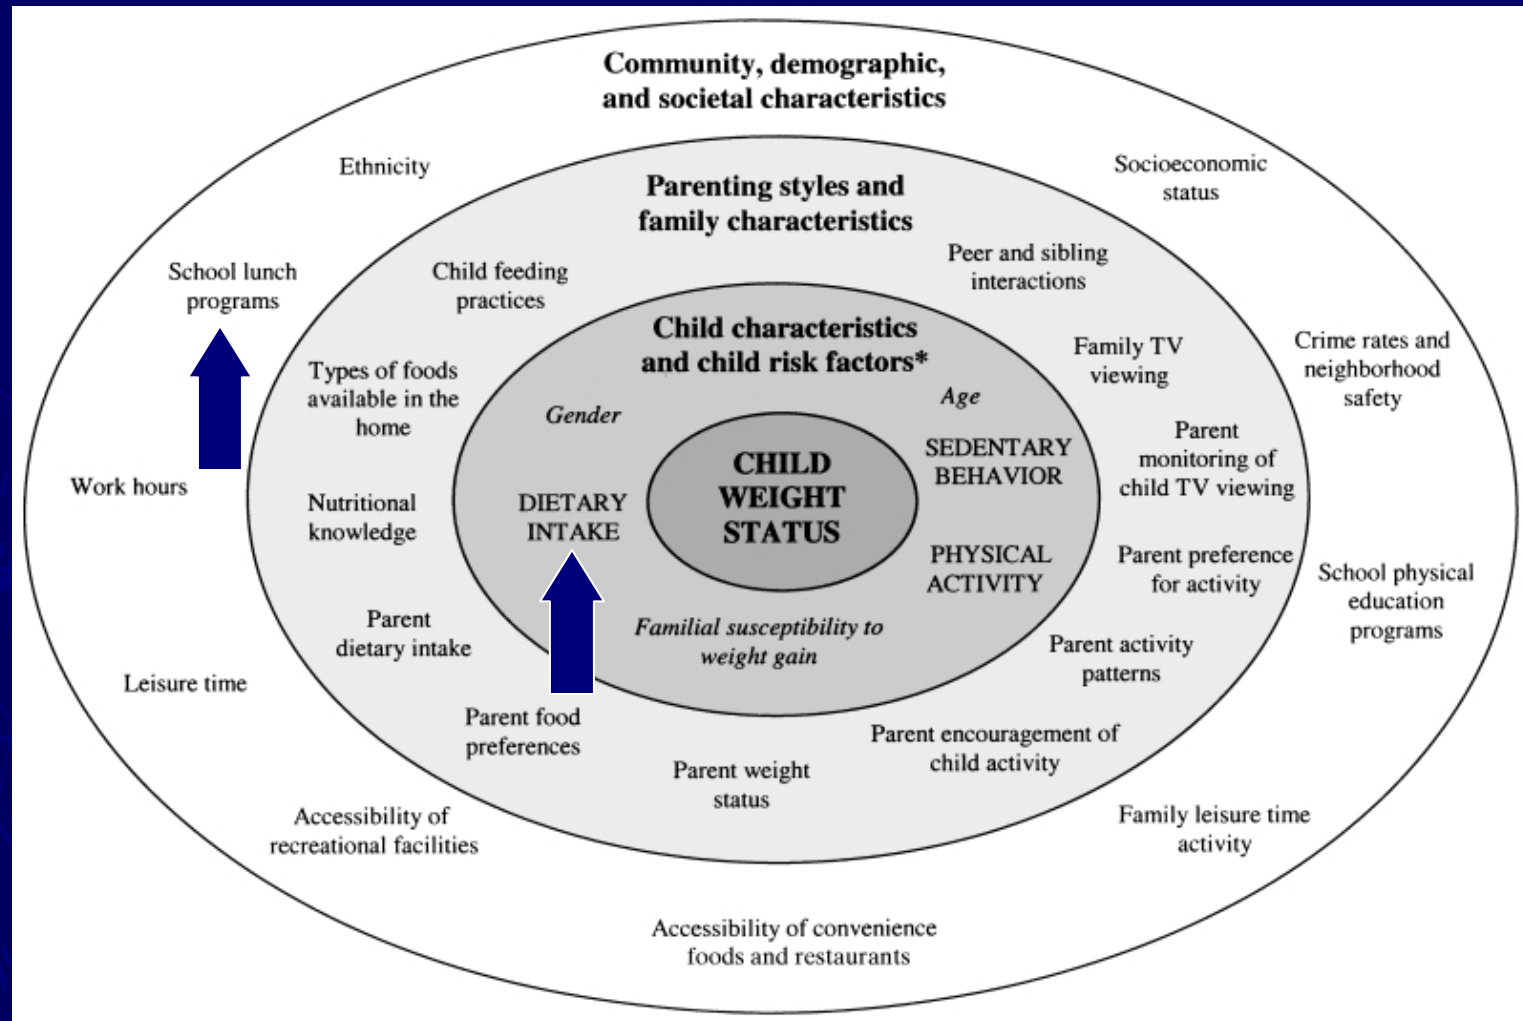 Community, demographic,
and societal characteristics
Ethnicity
Socioeconomic
status
Parenting styles and
family characteristics
School lunch
programs
Child feeding
practices
Peer and sibling
interactions
Child characteristics
and child risk factors*
Types of foods
available in the
home
Family TV
viewing
Crime rates and
neighborhood
safety
Gender
Age
Work hours
Nutritional
knowledge
DIETARY
INTAKE
CHILD
WEIGHT
STATUS
SEDENTARY
BEHAVIOR
Parent
monitoring of
child TV viewing
PHYSICAL
ACTIVITY
Parent preference
for activity
School physical
education
programs
Parent
dietary intake
Familial susceptibility to
weight gain
Parent activity
patterns
Leisure time
Parent food
preferences
Parent weight
status
Parent encouragement of
child activity
Accessibility of
recreational facilities
Family leisure time
activity
Accessibility of convenience
foods and restaurants